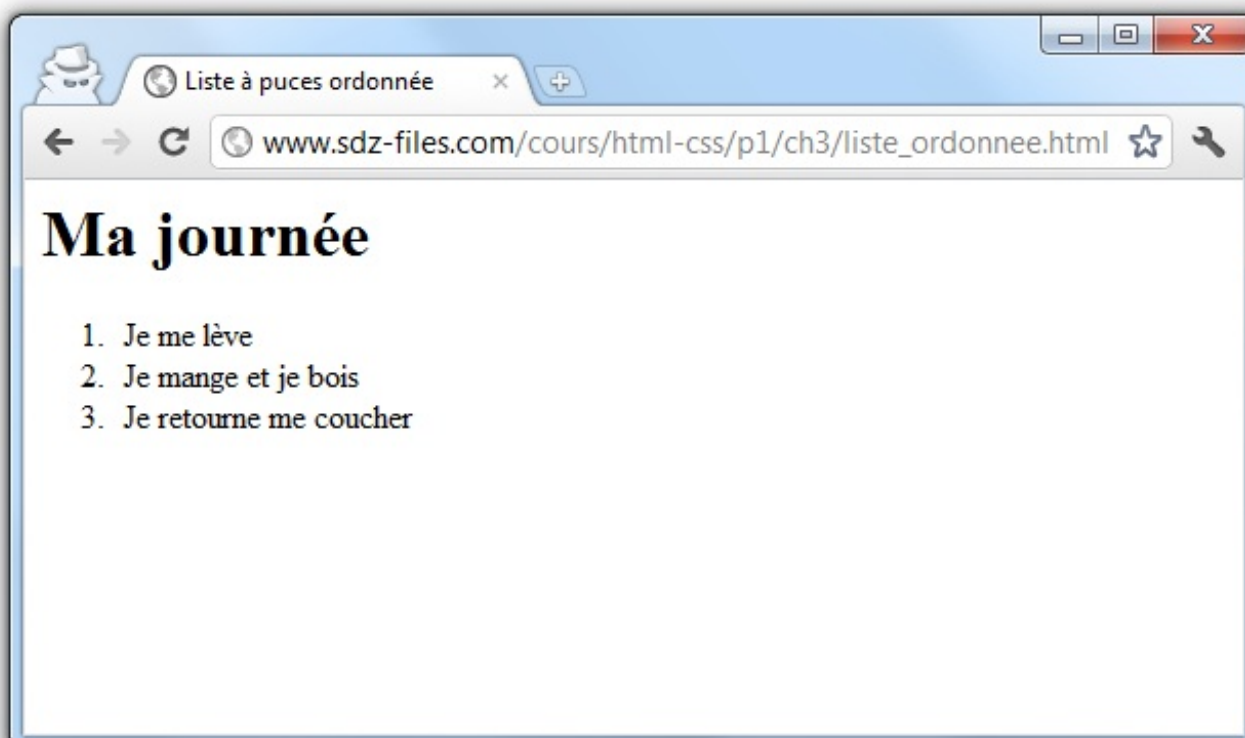 Liste à puces ordonnée
www.sdz-files.com/cours/html-css/p1/ch3/liste_ordonnee.html
Ma journée
1. Je me lève
2. Je mange et je bois
3. Je retourne me coucher